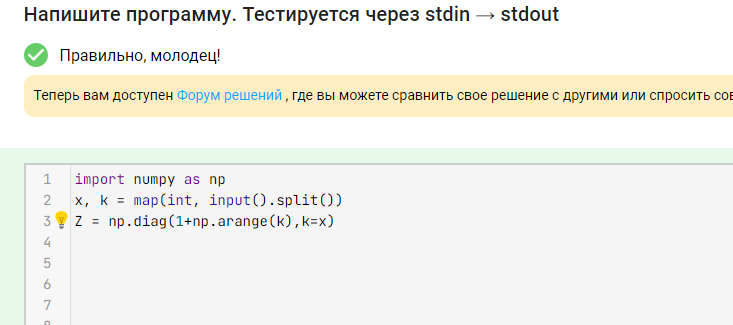 Напишите программу. Тестируется через stdin → stdout
Правильно, молодец!
Теперь вам доступен Форум решений , где вы можете сравнить свое решение с другими или спросить
1 import numpy as np
2 x, k = map(int, input().split())
3 Z = np.diag(1+np.arange(k),k=x)
4
5
6
7